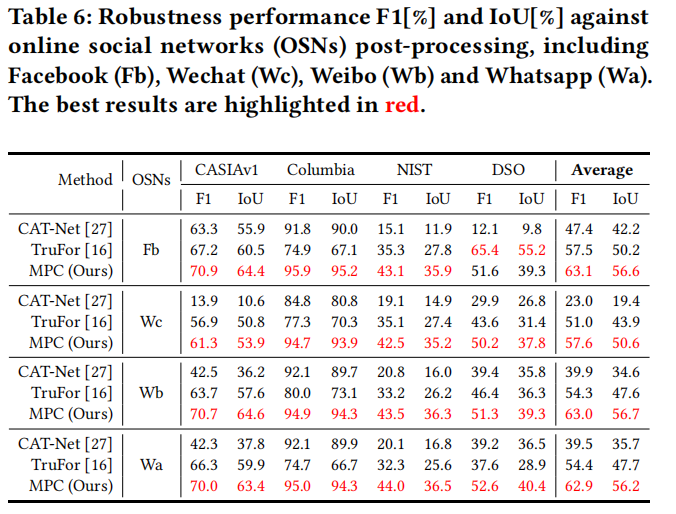 Table 6: Robustness performance F1[%] and IoU[%] against
online social networks (OSNs) post-processing, including
Facebook (Fb), Wechat (Wc), Weibo (Wb) and Whatsapp (Wa).
The best results are highlighted in red.
Method OSNs CASIAv1 Columbia NIST DSO Average
F1 IoU F1 IoU F1 IoU F1 IoU F1 IoU
CAT-Net [27] 63.3 55.9 91.8 90.0 15.1 11.9 12.1 9.8 47.4 42.2
TruFor [16] Fb 67.2 60.5 74.9 67.1 35.3 27.8 65.4 55.2 57.5 50.2
MPC (Ours) 70.9 64.4 95.9 95.2 43.1 35.9 51.6 39.3 63.1 56.6
CAT-Net [27] 13.9 10.6 84.8 80.8 19.1 14.9 29.9 26.8 23.0 19.4
TruFor [16] Wc 56.9 50.8 77.3 70.3 35.1 27.4 43.6 31.4 51.0 43.9
MPC (Ours) 61.3 53.9 94.7 93.9 42.5 35.2 50.2 37.8 57.6 50.6
CAT-Net [27] 42.5 36.2 92.1 89.7 20.8 16.0 39.4 35.8 39.9 34.6
TruFor [16] Wb 63.7 57.6 80.0 73.1 33.2 26.2 46.4 36.3 54.3 47.6
MPC (Ours) 70.7 64.6 94.9 94.3 43.5 36.3 51.3 39.3 63.0 56.7
CAT-Net [27] 42.3 37.8 92.1 89.9 20.1 16.8 39.2 36.5 39.5 35.7
TruFor [16] Wa 66.3 59.9 74.7 66.7 32.3 25.6 37.6 28.9 54.4 47.7
MPC (Ours) 70.0 63.4 95.0 94.3 44.0 36.5 52.6 40.4 62.9 56.2